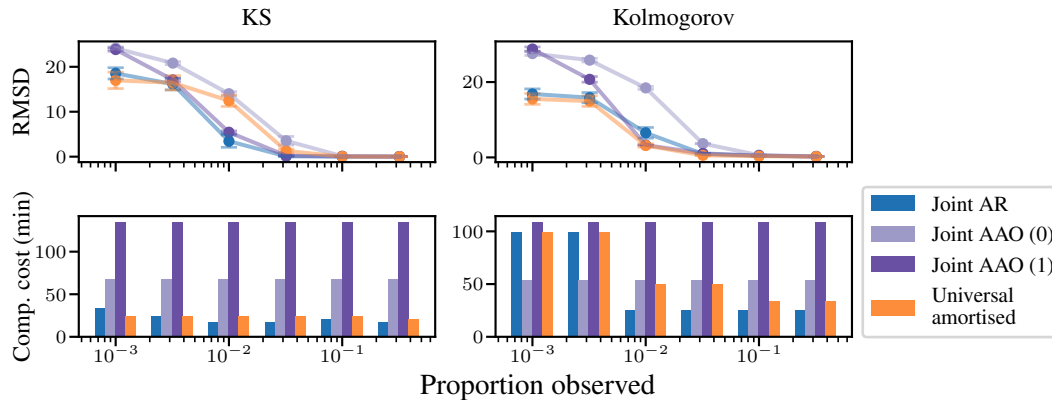 KS
Kolmogorov
RMSD
20
10
0
20
0
Comp. cost (min)
100
50
0
100
50
0
10⁻³
10⁻²
10⁻¹
10⁻³
10⁻²
10⁻¹
Proportion observed
Joint AR
Joint AAO (0)
Joint AAO (1)
Universal
amortised